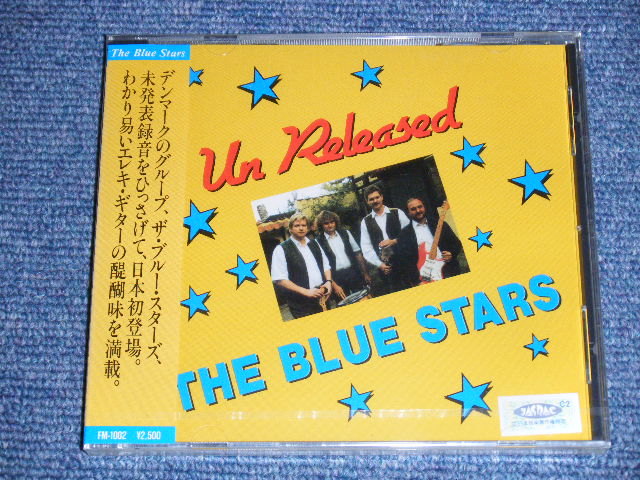 The Blue Stars
デンマークのグループ、ザ・ブルー・スターズ、
未発表録音をひっさげて、日本初登場。
わかり易いエレキ・ギターの醍醐味を満載。
FM-1002 ¥2,500
Un Released
THE BLUE STARS
JASRAC